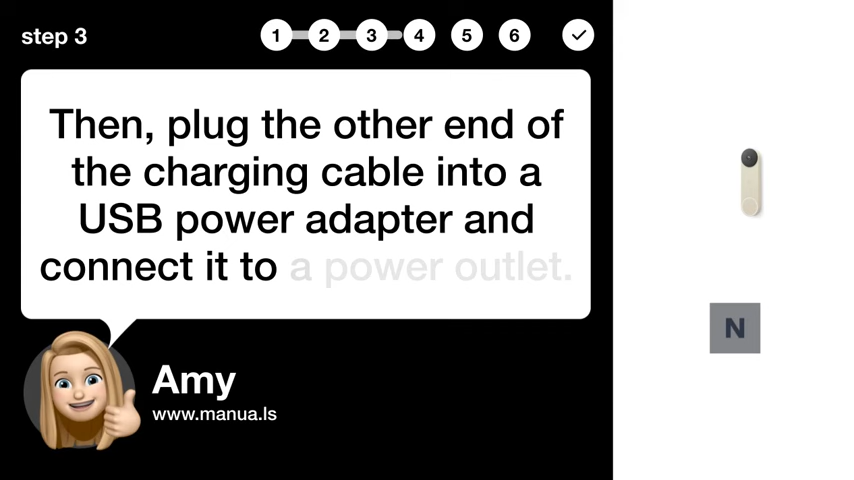 step 3
1 2 3 4 5 6
Then, plug the other end of
the charging cable into a
USB power adapter and
connect it to a power outlet.
Amy
www.manua.ls
N